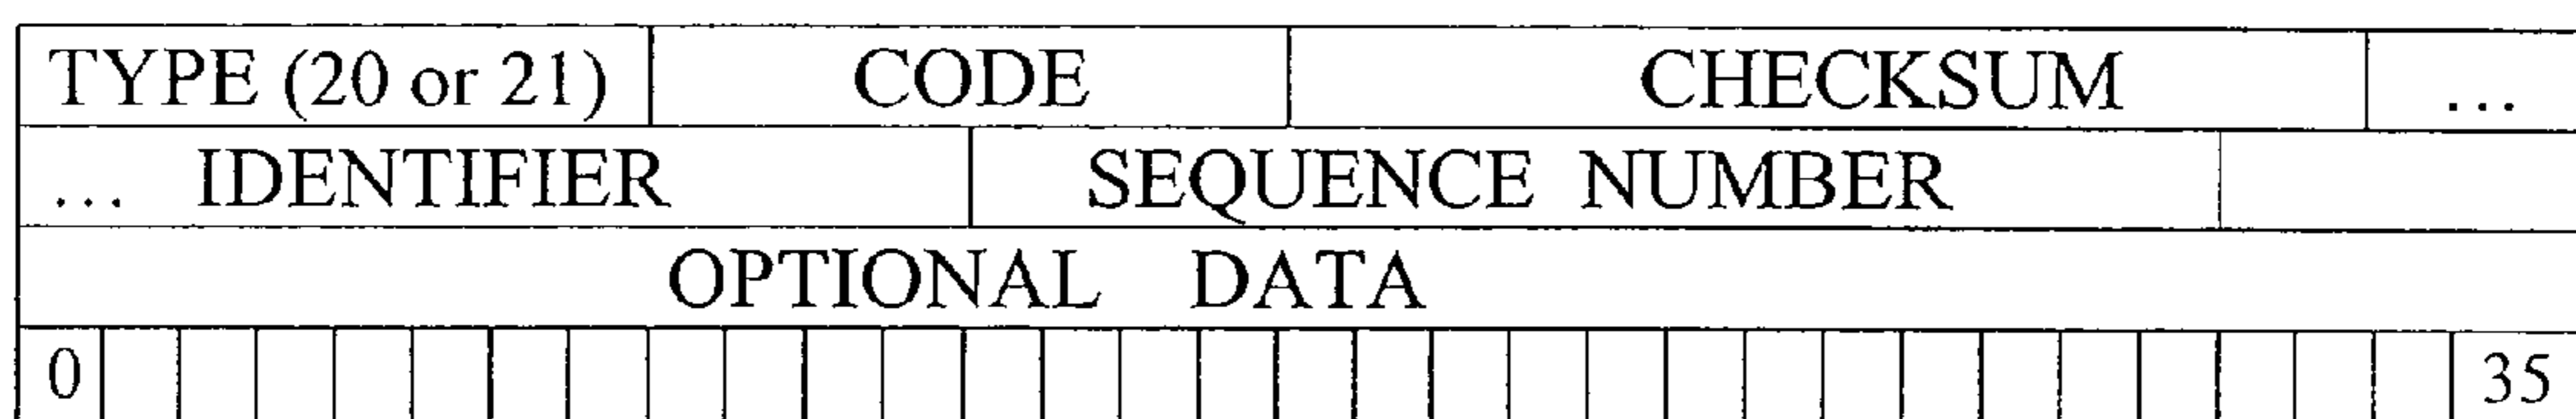 TYPE (20 or 21) CODE CHECKSUM ...
... IDENTIFIER SEQUENCE NUMBER
OPTIONAL DATA
0 35